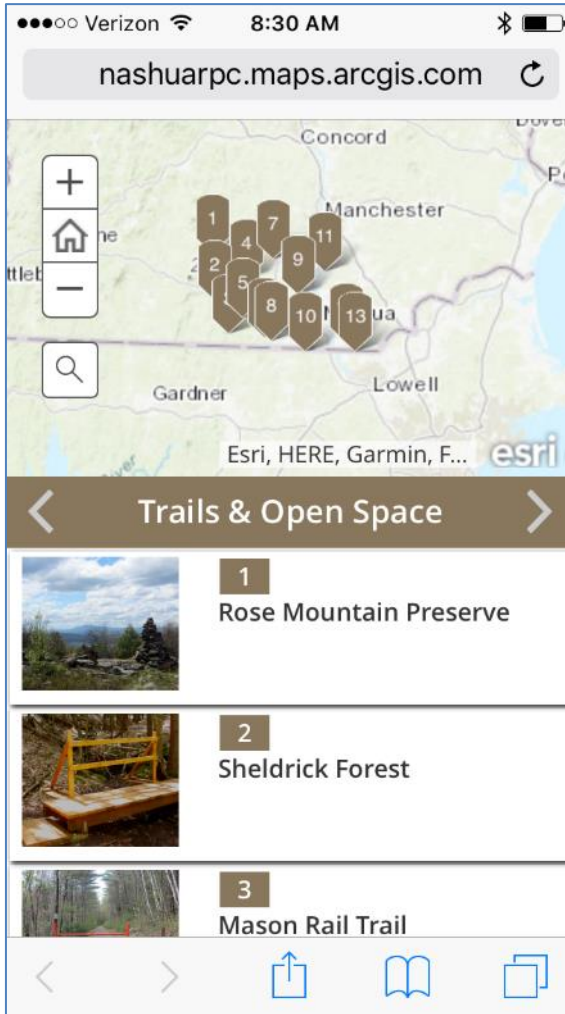 Verizon 8:30 AM
nashuarpc.maps.arcgis.com
Concord
Manchester
1
7
11
4
9
2
5
8
10
13
ua
Gardner
Lowell
River
Esri, HERE, Garmin, F... esri
Trails & Open Space
1
Rose Mountain Preserve
2
Sheldrick Forest
3
Mason Rail Trail